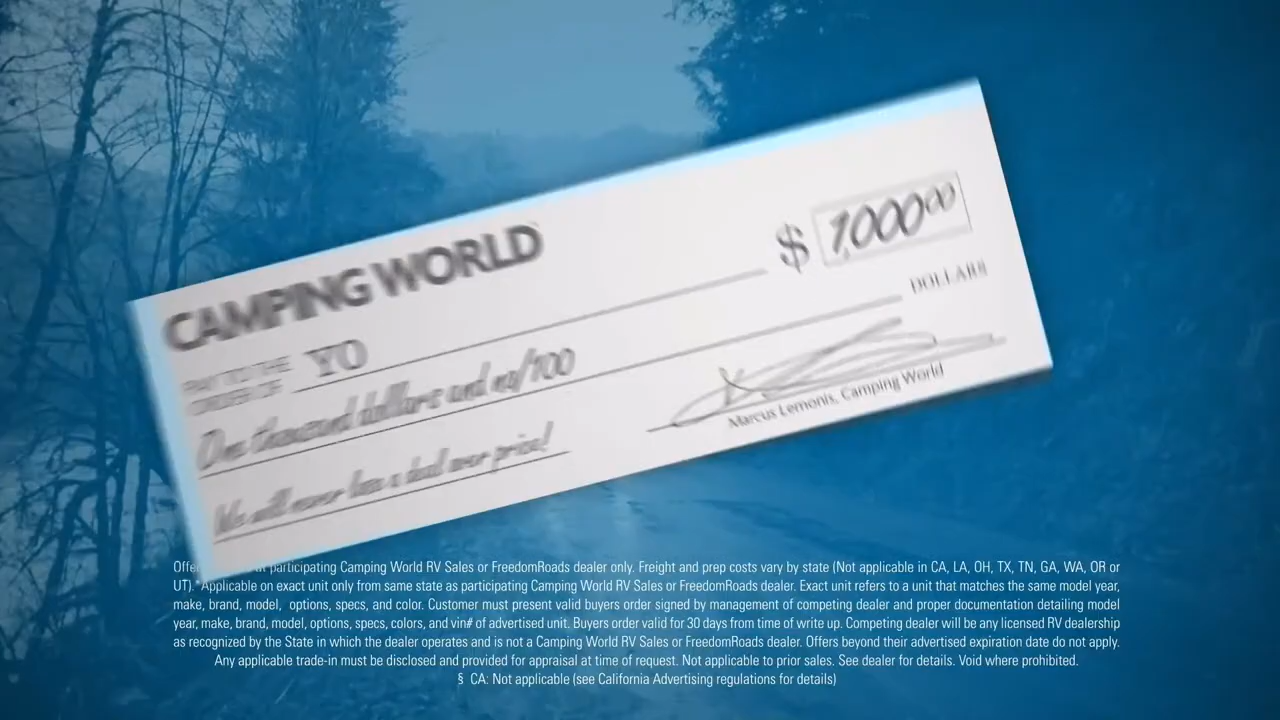 CAMPING WORLD
$ 1,000 00
PAY TO THE
ORDER OF YO
DOLLARS
One thousand dollars and no/100
Marcus Lemonis, Camping World
We will never lose a deal over price!
participating Camping World RV Sales or FreedomRoads dealer only. Freight and prep costs vary by state (Not applicable in CA, LA, OH, TX, TN, GA, WA, OR or
UT).*Applicable on exact unit only from same state as participating Camping World RV Sales or FreedomRoads dealer. Exact unit refers to a unit that matches the same model year,
make, brand, model, options, specs, and color. Customer must present valid buyers order signed by management of competing dealer and proper documentation detailing model
year, make, brand, model, options, specs, colors, and vin# of advertised unit. Buyers order valid for 30 days from time of write up. Competing dealer will be any licensed RV dealership
as recognized by the State in which the dealer operates and is not a Camping World RV Sales or FreedomRoads dealer. Offers beyond their advertised expiration date do not apply.
Any applicable trade-in must be disclosed and provided for appraisal at time of request. Not applicable to prior sales. See dealer for details. Void where prohibited.
§ CA: Not applicable (see California Advertising regulations for details)